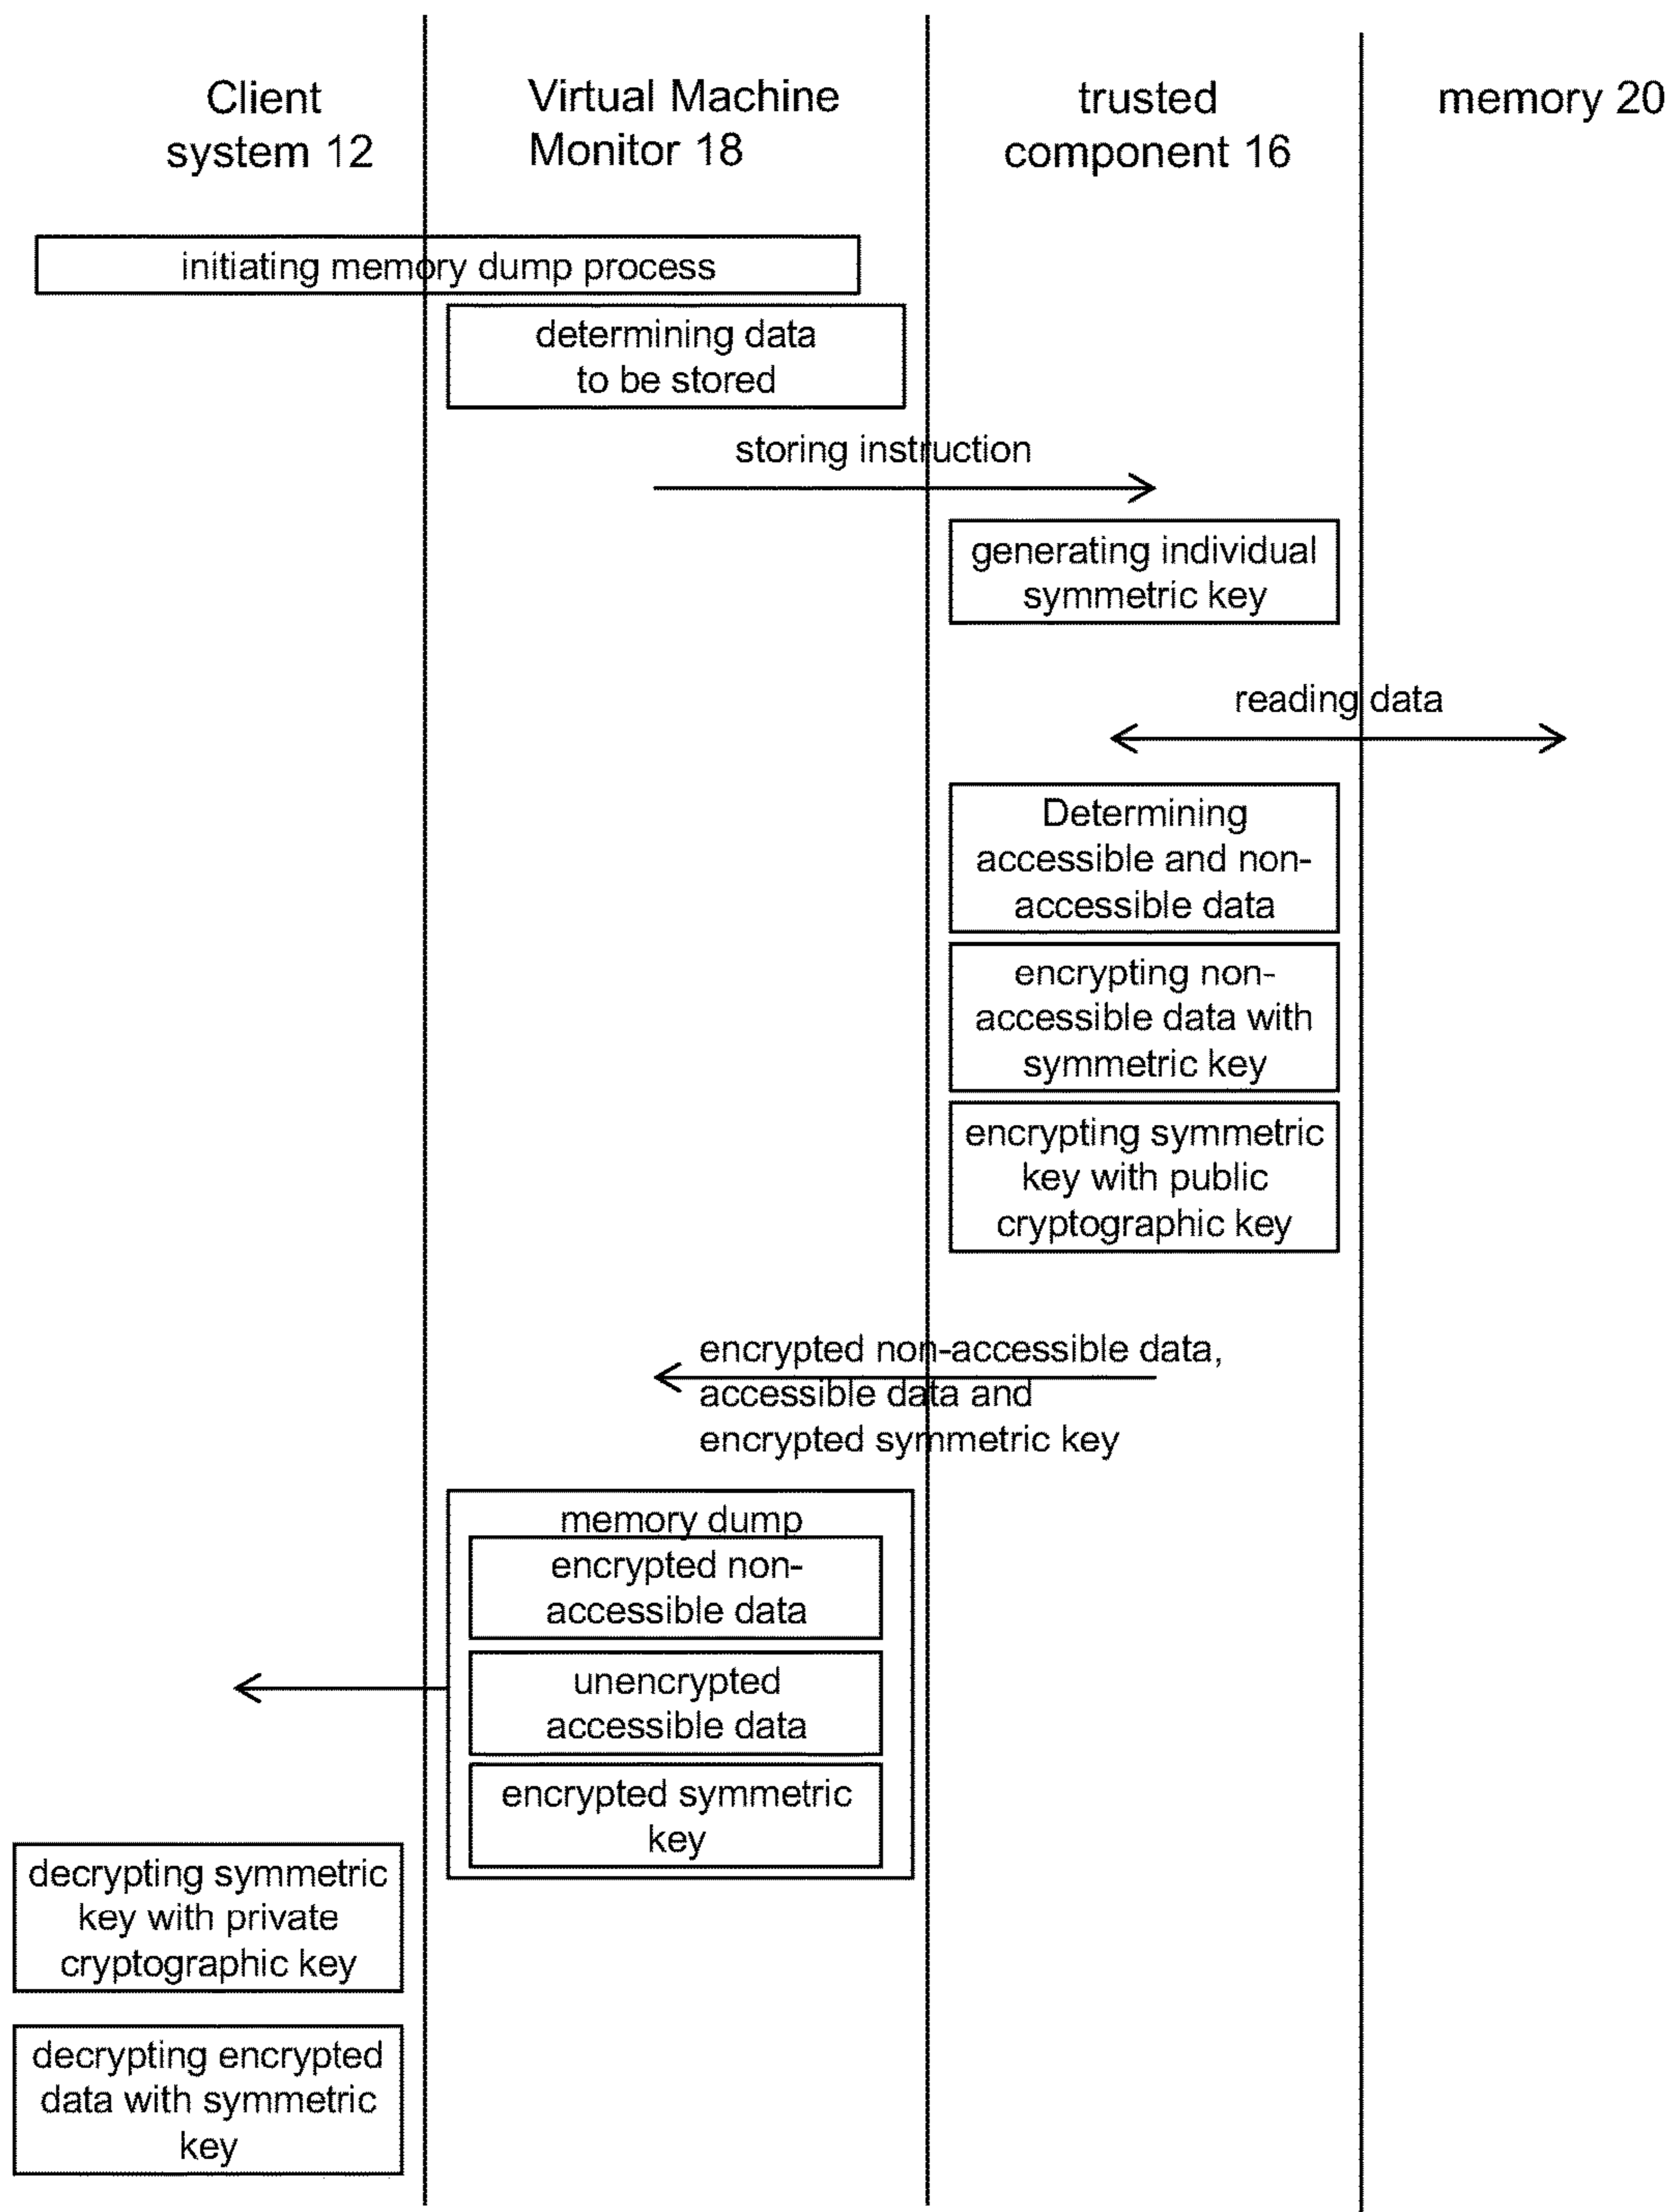 Client
system 12
Virtual Machine
Monitor 18
trusted
component 16
memory 20
initiating memory dump process
determining data
to be stored
storing instruction
generating individual
symmetric key
reading data
Determining
accessible and non-
accessible data
encrypting non-
accessible data with
symmetric key
encrypting symmetric
key with public
cryptographic key
encrypted non-accessible data,
accessible data and
encrypted symmetric key
memory dump
encrypted non-
accessible data
unencrypted
accessible data
encrypted symmetric
key
decrypting symmetric
key with private
cryptographic key
decrypting encrypted
data with symmetric
key